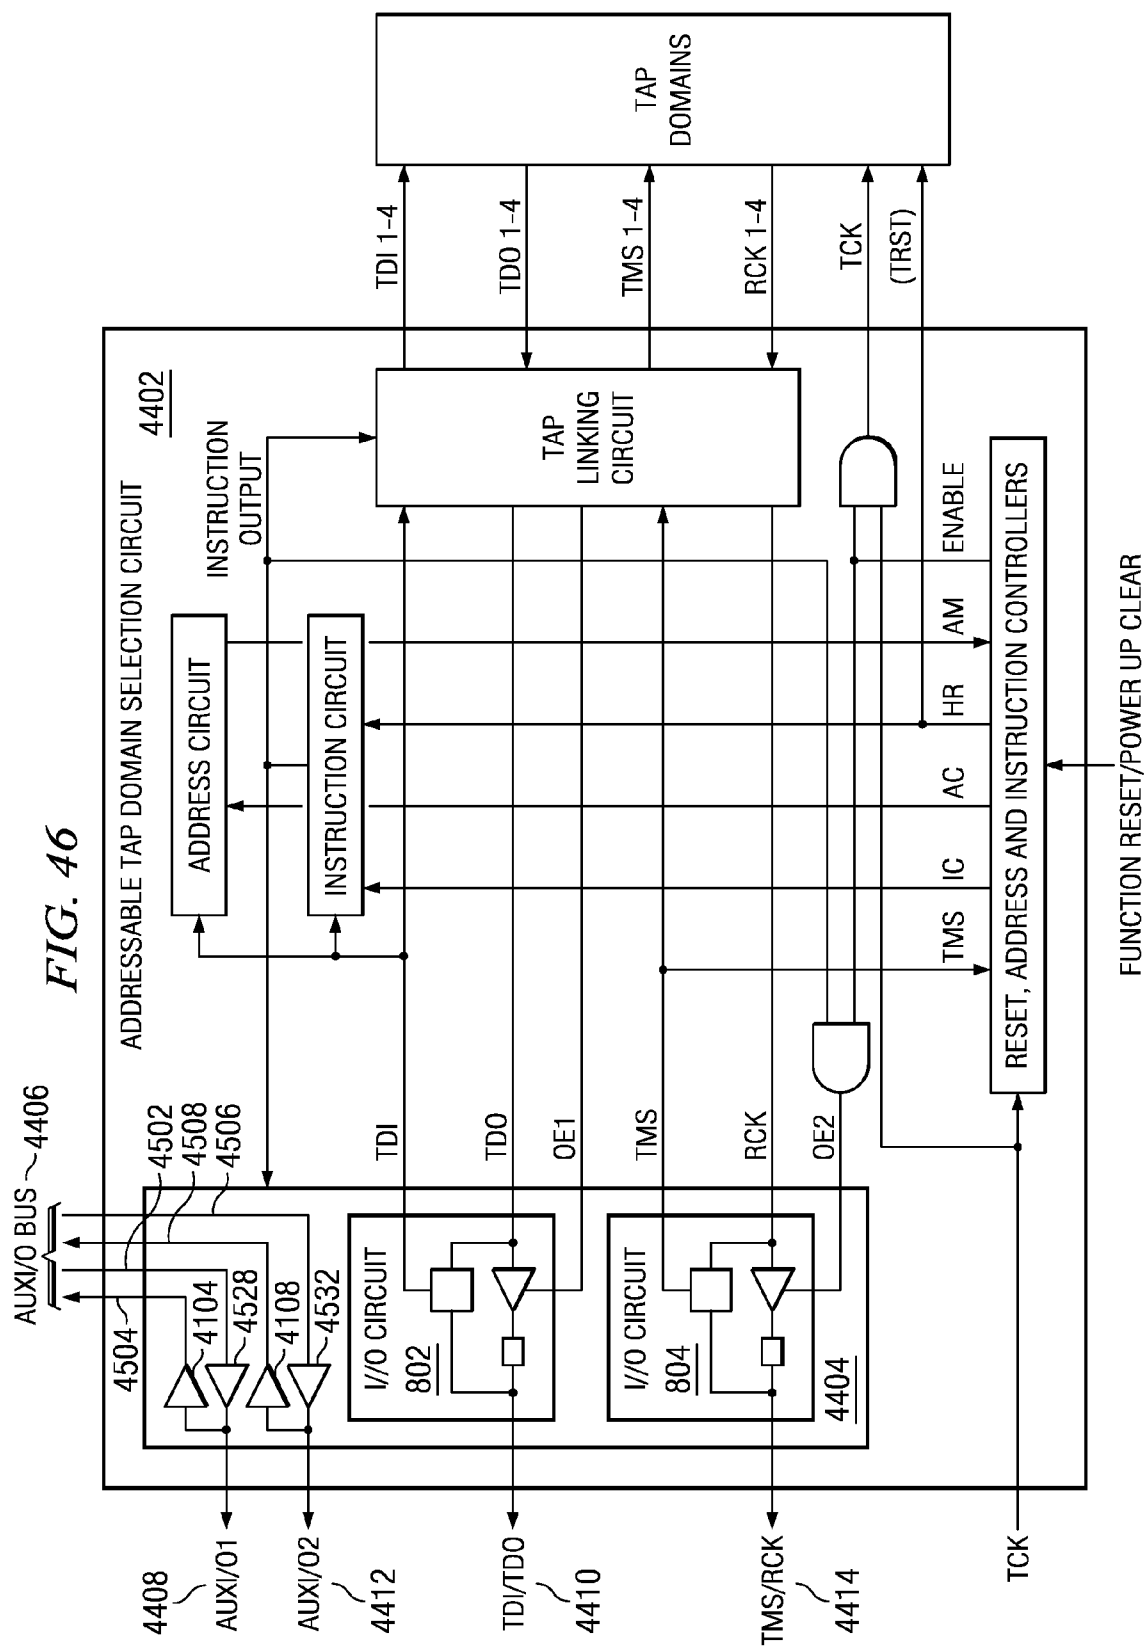 FIG. 46
AUXI/O BUS
4406
4502
4508
4506
4504
4104
4528
4108
4532
ADDRESSABLE TAP DOMAIN SELECTION CIRCUIT
4402
ADDRESS CIRCUIT
INSTRUCTION CIRCUIT
INSTRUCTION
OUTPUT
4408
AUXI/O1
AUXI/O2
4412
TDI/TDO
4410
TMS/RCK
4414
TCK
I//O CIRCUIT
802
I//O CIRCUIT
804
4404
TDI
TDO
OE1
TMS
RCK
OE2
TAP
LINKING
CIRCUIT
TDI 1-4
TDO 1-4
TMS 1-4
RCK 1-4
TCK
(TRST)
TAP
DOMAINS
TMS
IC
AC
HR
AM
ENABLE
RESET, ADDRESS AND INSTRUCTION CONTROLLERS
FUNCTION RESET/POWER UP CLEAR